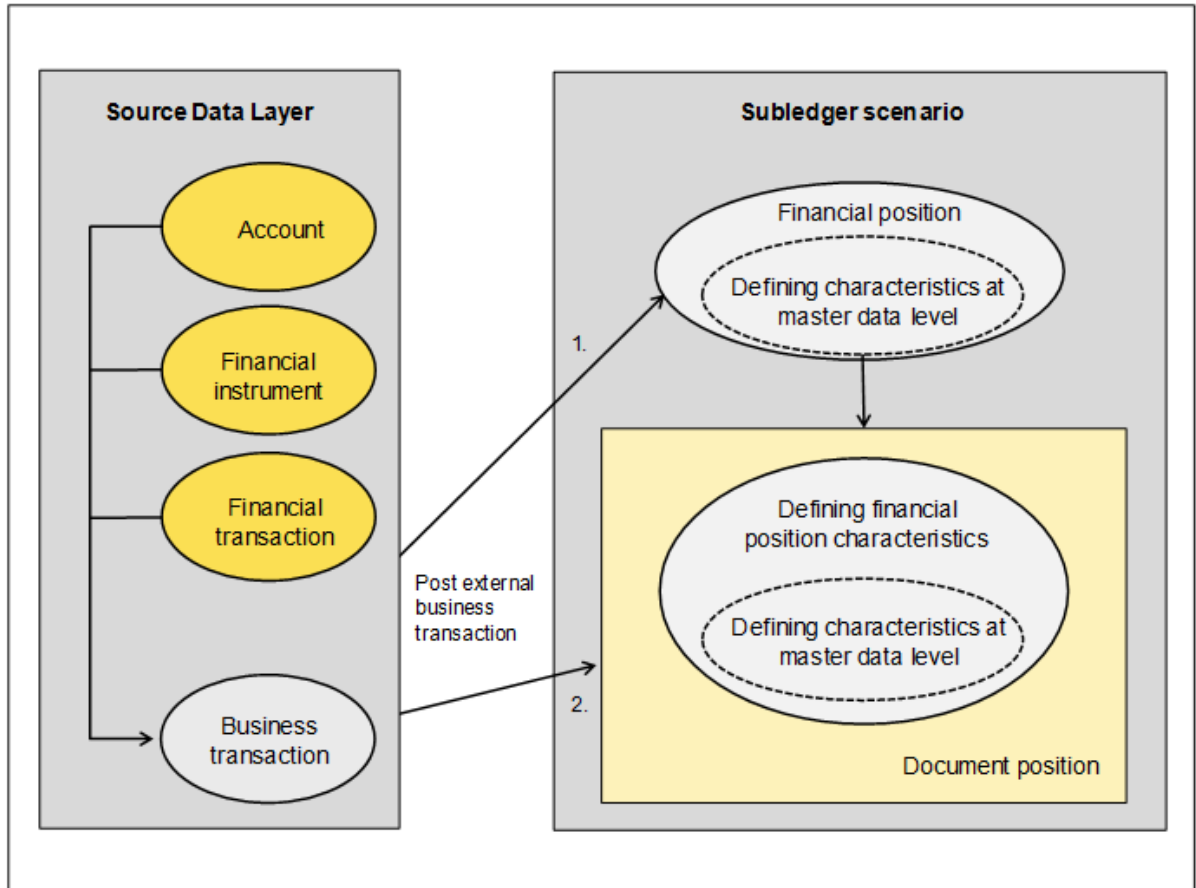 Source Data Layer
Account
Financial
instrument
Financial
transaction
Business
transaction
1.
Post external
business
transaction
2.
Subledger scenario
Financial position
Defining characteristics at
master data level
Defining financial
position characteristics
Defining characteristics at
master data level
Document position